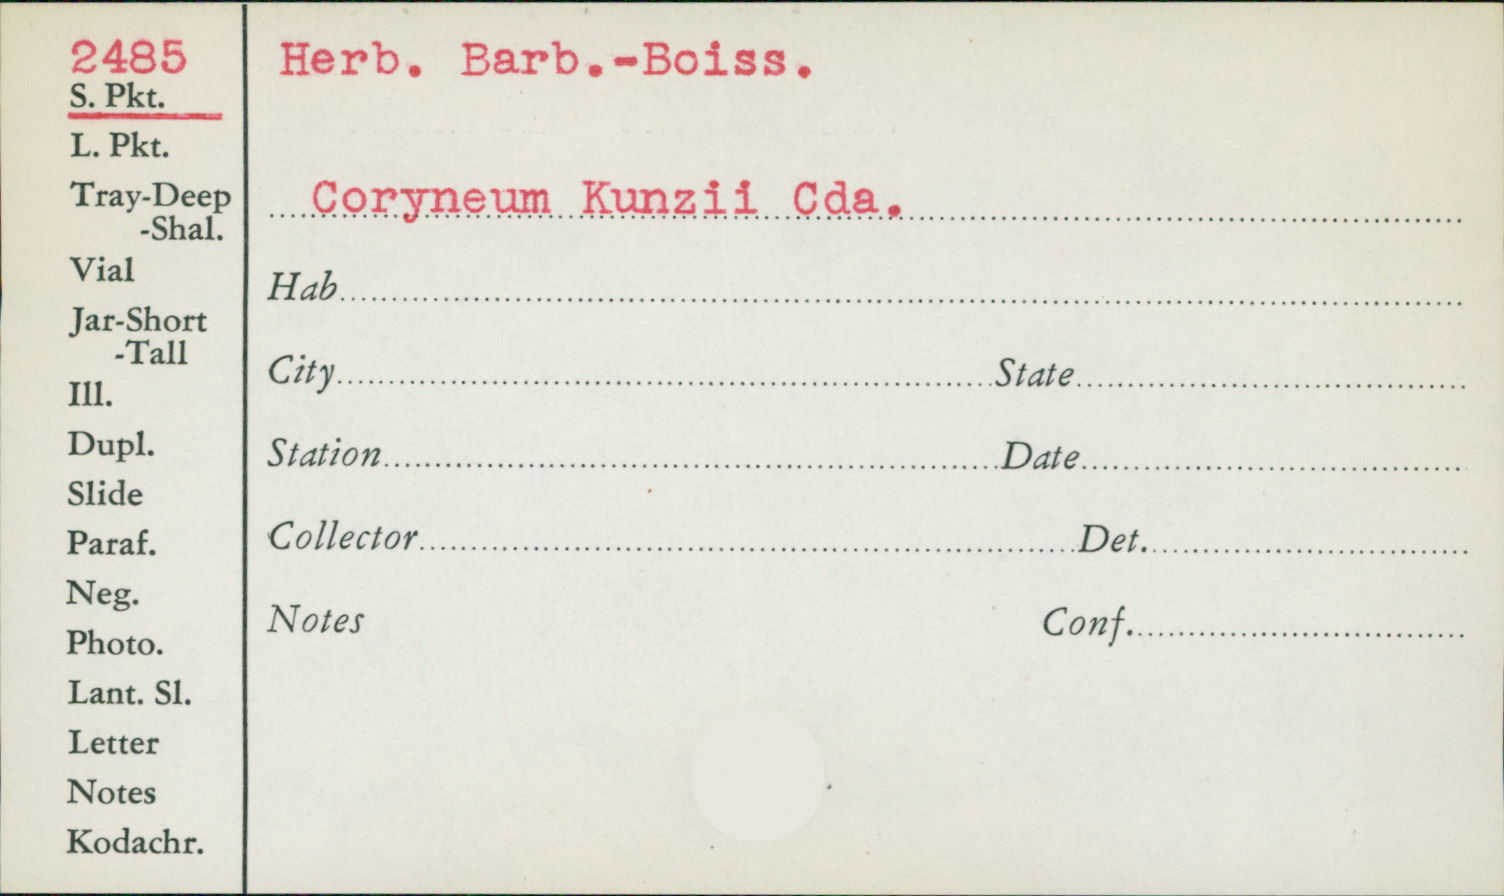 2485
S. Pkt.
L. Pkt.
Tray-Deep
-Shal.
Vial
Jar-Short
-Tall
Ill.
Dupl.
Slide
Paraf.
Neg.
Photo.
Lant. Sl.
Letter
Notes
Kodachr.
Herb. Barb.-Boiss.
Coryneum Kunzii Cda.
Hab
City State
Station Date
Collector Det.
Notes Conf.